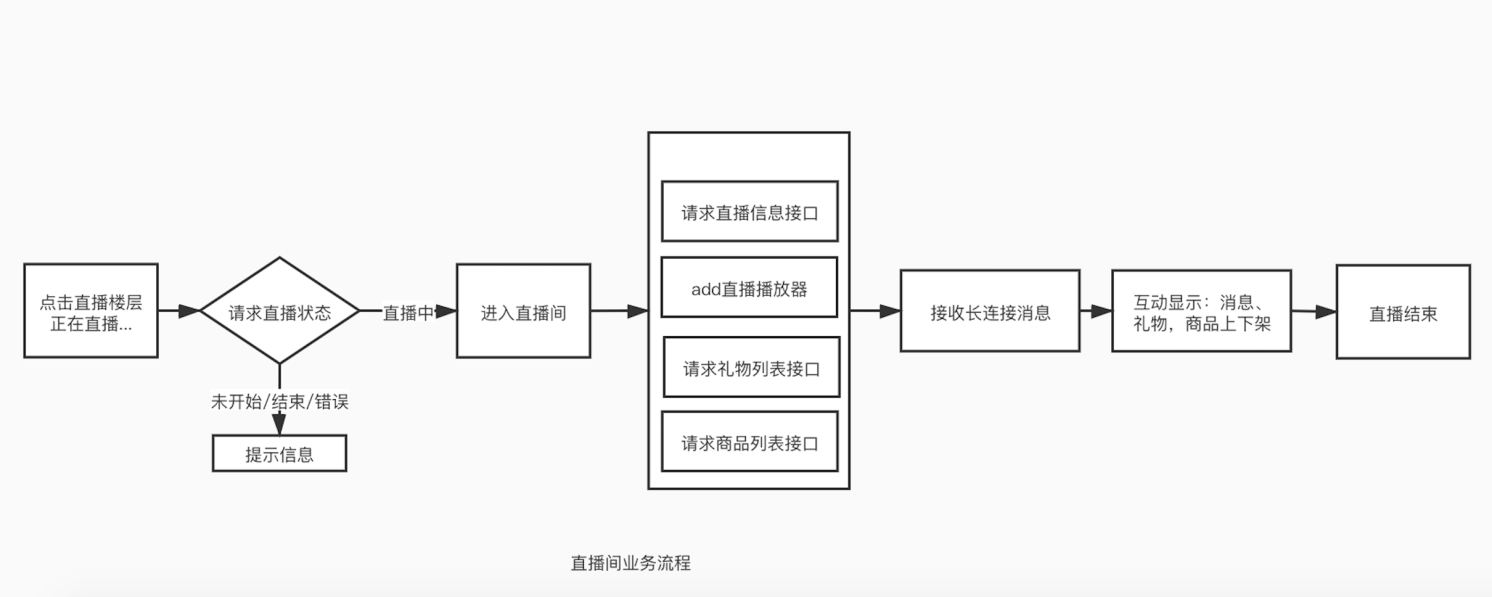 点击直播楼层
正在直播...
请求直播状态
直播中
未开始/结束/错误
提示信息
进入直播间
请求直播信息接口
add直播播放器
请求礼物列表接口
请求商品列表接口
接收长连接消息
互动显示：消息、
礼物，商品上下架
直播结束
直播间业务流程